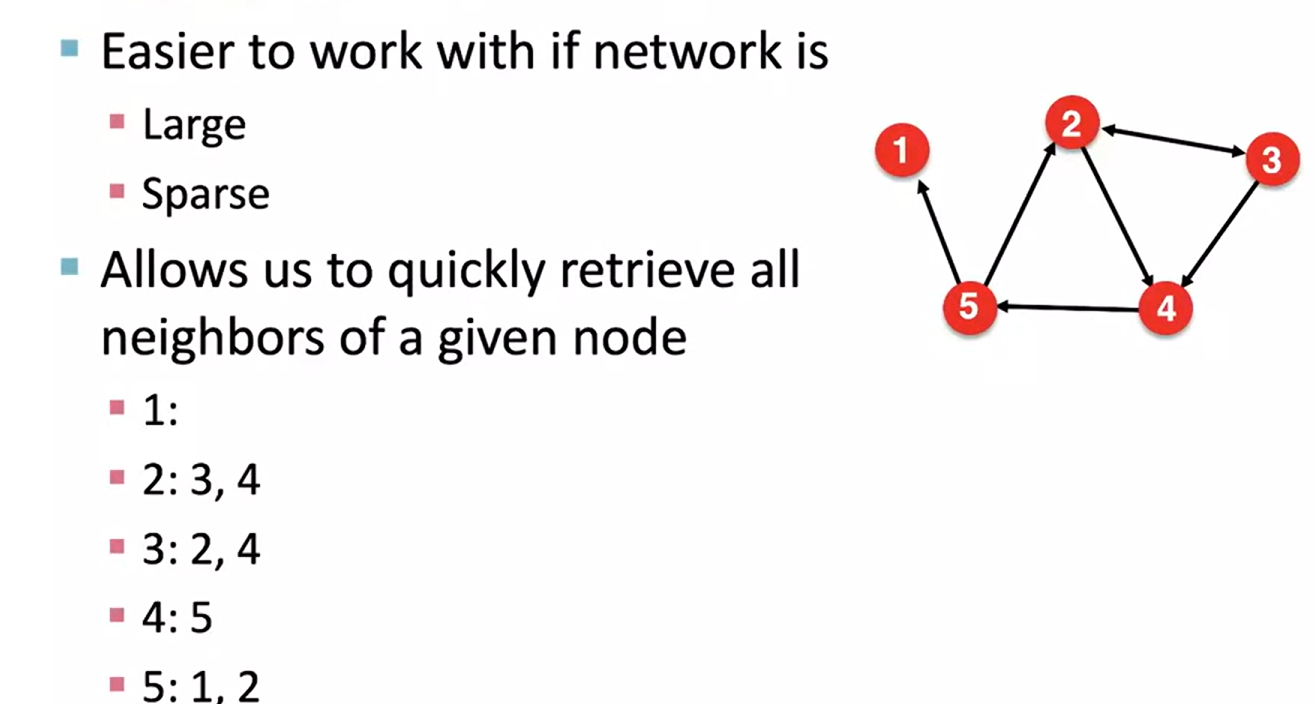 Easier to work with if network is
Large
Sparse
Allows us to quickly retrieve all
neighbors of a given node
1:
2: 3, 4
3: 2, 4
4: 5
5: 1, 2
1
2
3
5
4